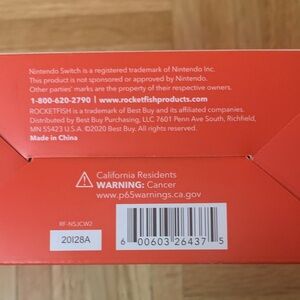 Nintendo Switch is a registered trademark of Nintendo Inc.
This product is not sponsored or approved by Nintendo.
Other parties' marks are the property of their respective owners.
1-800-620-2790 | www.rocketfishproducts.com
ROCKETFISH is a trademark of Best Buy and its affiliated companies.
Distributed by Best Buy Purchasing, LLC 7601 Penn Ave South, Richfield,
MN 55423 U.S.A. ©2020 Best Buy. All rights reserved.
Made in China
California Residents
WARNING: Cancer
www.p65warnings.ca.gov
RF-NSJCW2
20I28A
6 00603 26437 5